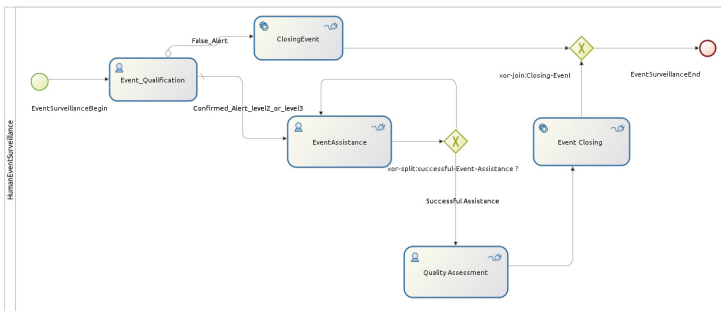 HumanEventSurveillance
ClosingEvent
False_Alert
Event_Qualification
xor-join:Closing-Event
EventSurveillanceEnd
EventSurveillanceBegin
Confirmed_Alert_level2_or_level3
EventAssistance
Event Closing
xor-split:successful-Event-Assistance ?
Successful Assistance
Quality Assessment